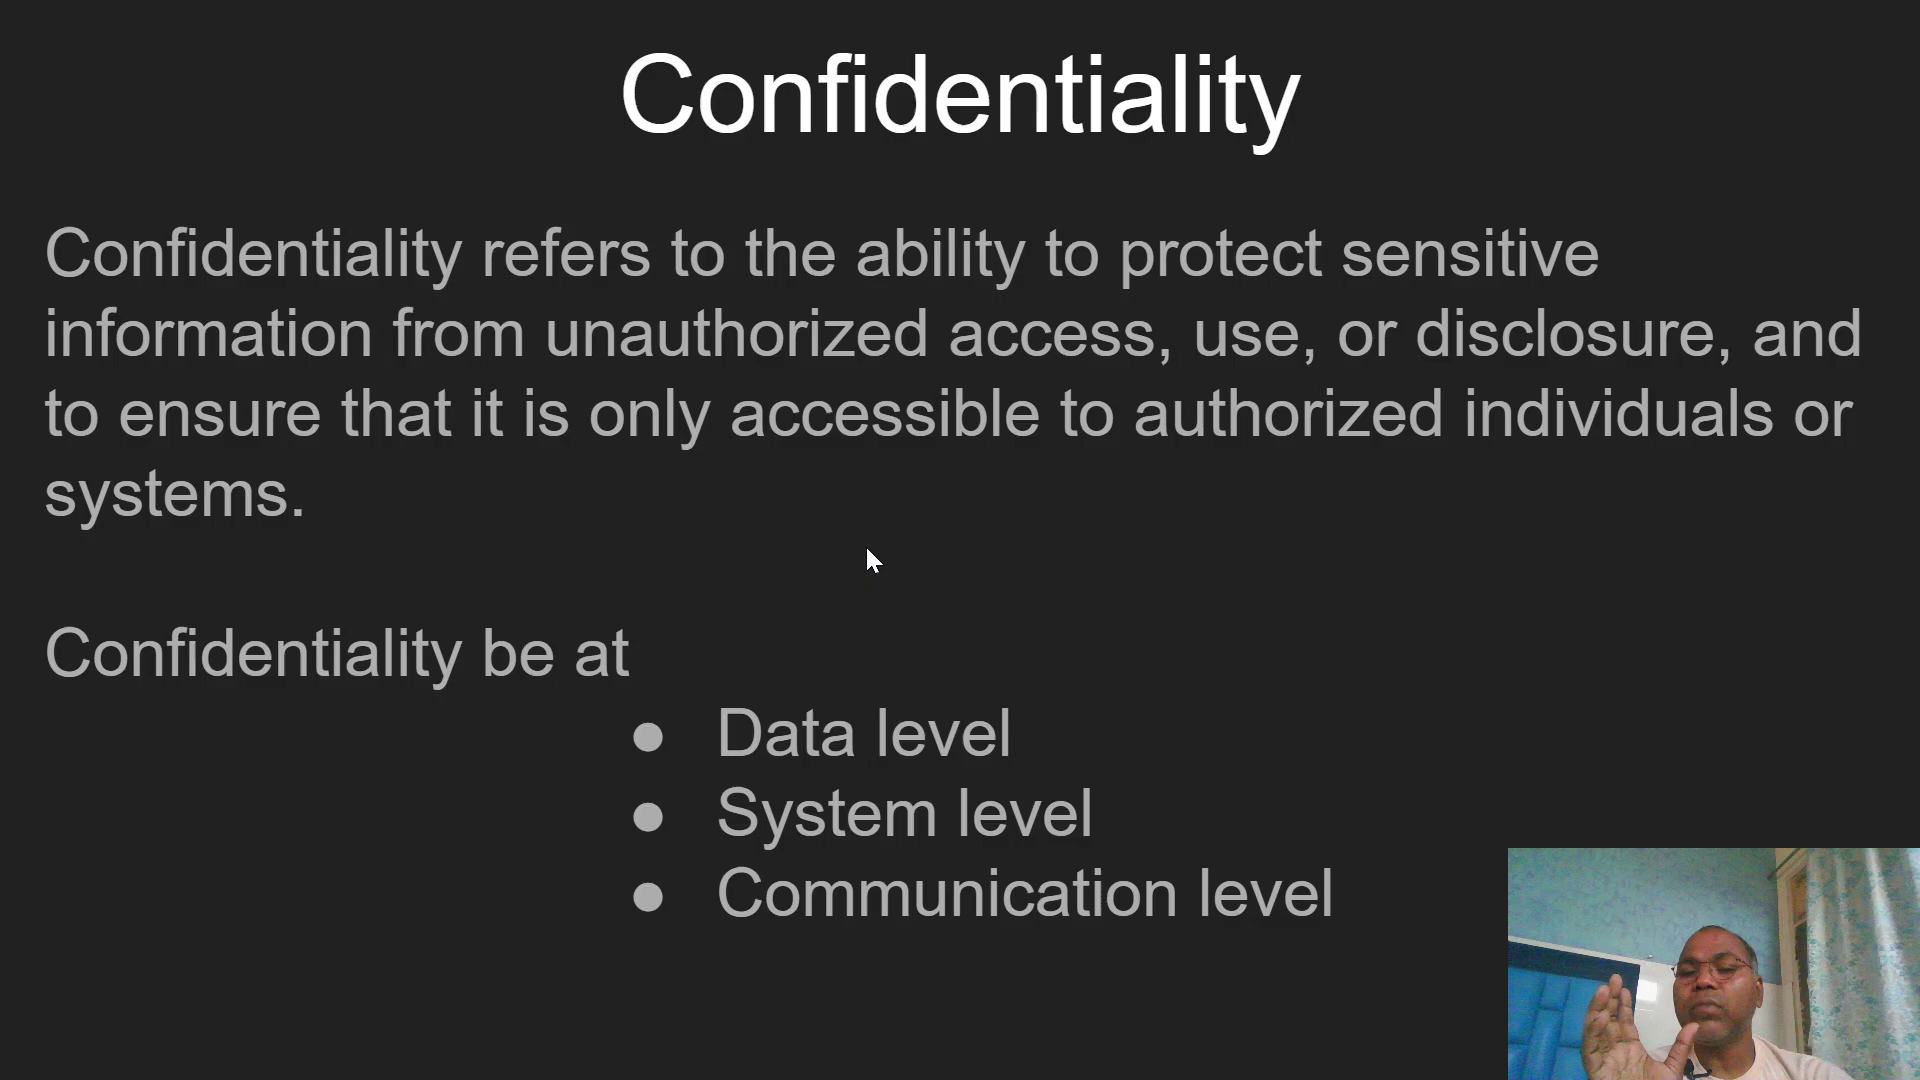 Confidentiality
Confidentiality refers to the ability to protect sensitive
information from unauthorized access, use, or disclosure, and
to ensure that it is only accessible to authorized individuals or
systems.
Confidentiality be at
● Data level
● System level
● Communication level